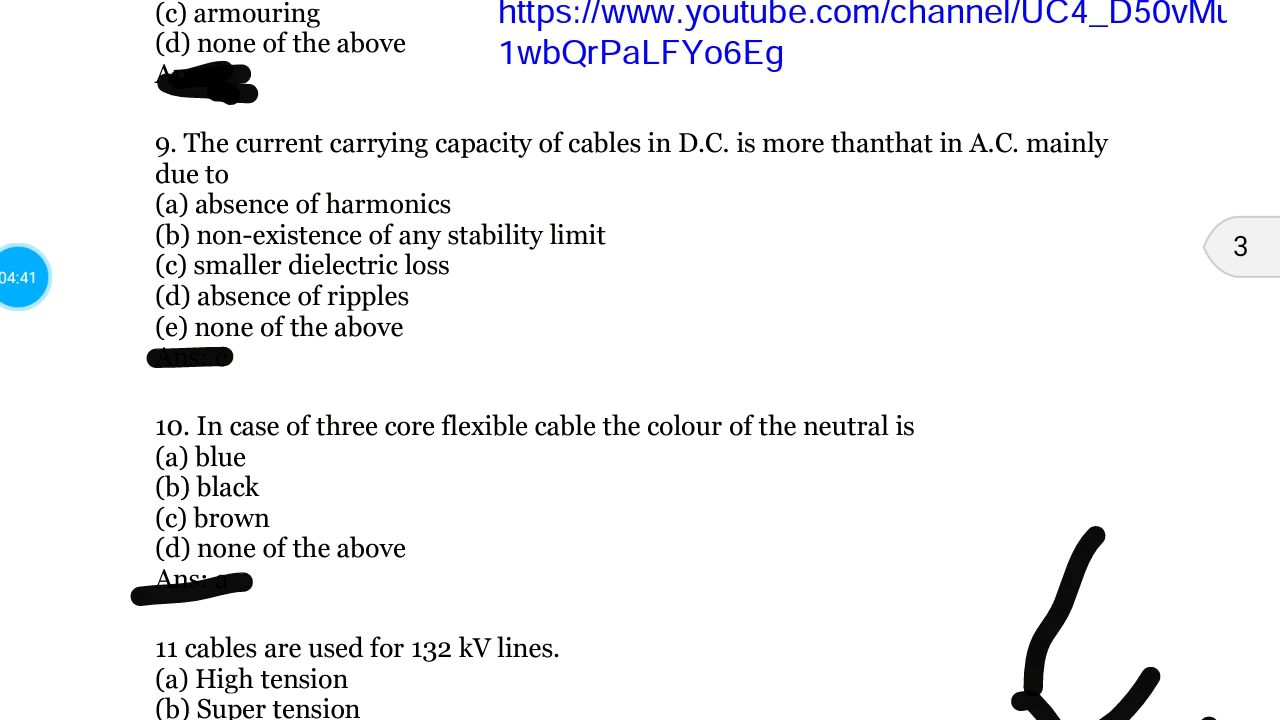 (c) armouring
(d) none of the above
https://www.youtube.com/channel/UC4_D50vMu
1wbQrPaLFYo6Eg
9. The current carrying capacity of cables in D.C. is more thanthat in A.C. mainly
due to
(a) absence of harmonics
(b) non-existence of any stability limit
(c) smaller dielectric loss
(d) absence of ripples
(e) none of the above
Ans: c
04:41
3
10. In case of three core flexible cable the colour of the neutral is
(a) blue
(b) black
(c) brown
(d) none of the above
Ans: a
11 cables are used for 132 kV lines.
(a) High tension
(b) Super tension